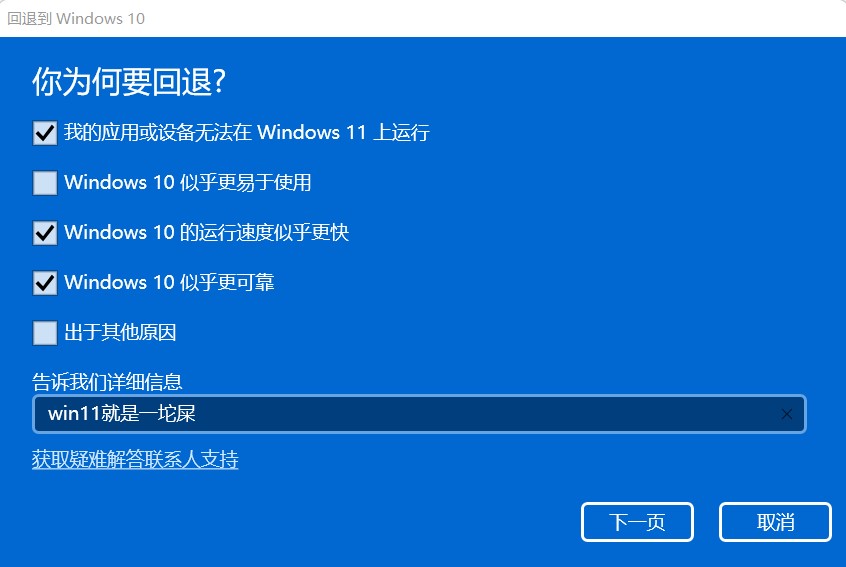 回退到 Windows 10
你为何要回退?
我的应用或设备无法在 Windows 11 上运行
Windows 10 似乎更易于使用
Windows 10 的运行速度似乎更快
Windows 10 似乎更可靠
出于其他原因
告诉我们详细信息
win11就是一坨屎
获取疑难解答联系人支持
下一页
取消